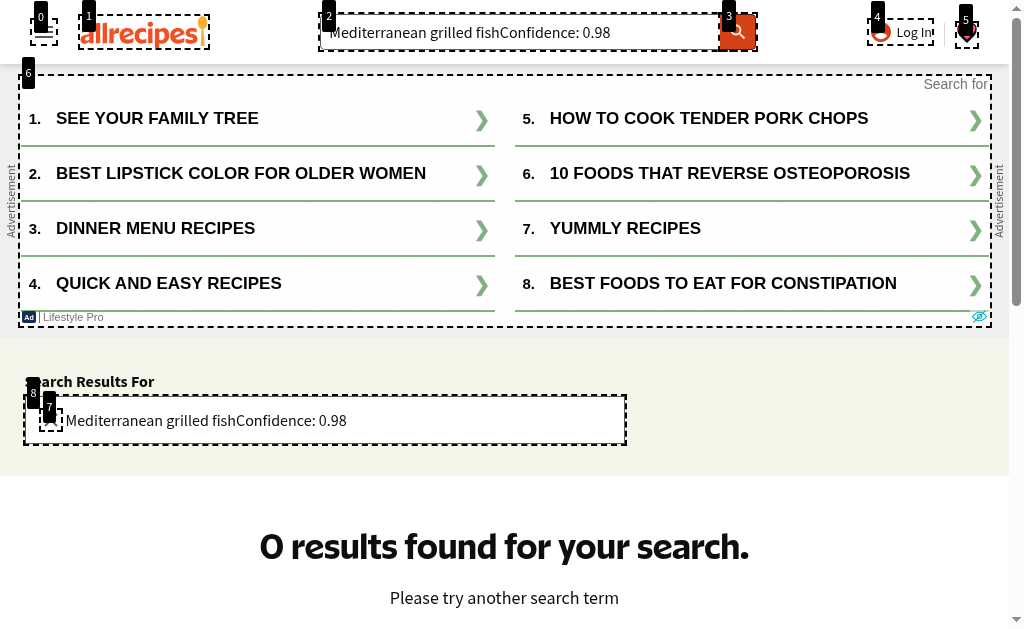 0
1
2
3
4
5
allrecipes
Mediterranean grilled fishConfidence: 0.98
Log In
6
Search for
Advertisement
1. SEE YOUR FAMILY TREE ❯
2. BEST LIPSTICK COLOR FOR OLDER WOMEN ❯
3. DINNER MENU RECIPES ❯
4. QUICK AND EASY RECIPES ❯
5. HOW TO COOK TENDER PORK CHOPS ❯
6. 10 FOODS THAT REVERSE OSTEOPOROSIS ❯
7. YUMMLY RECIPES ❯
8. BEST FOODS TO EAT FOR CONSTIPATION ❯
Advertisement
Ad | Lifestyle Pro
Search Results For
8
7
Mediterranean grilled fishConfidence: 0.98
0 results found for your search.
Please try another search term